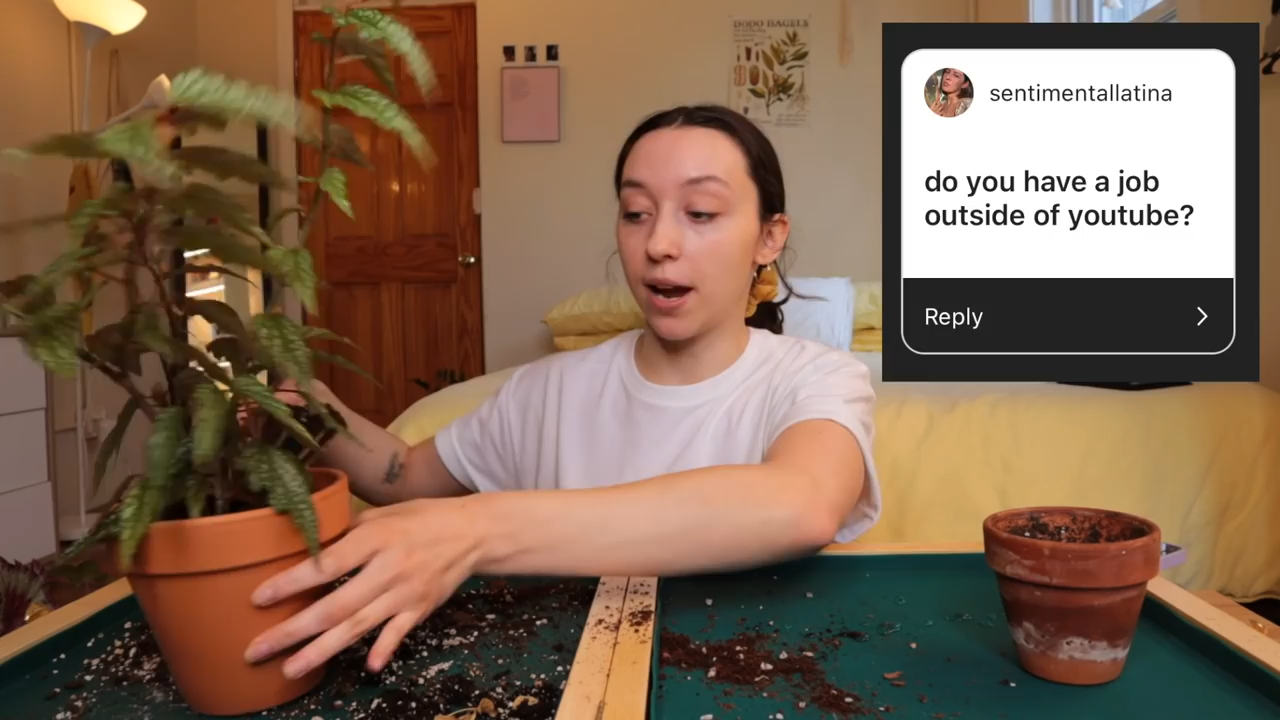 DODO BAGELS
sentimentallatina
do you have a job
outside of youtube?
Reply